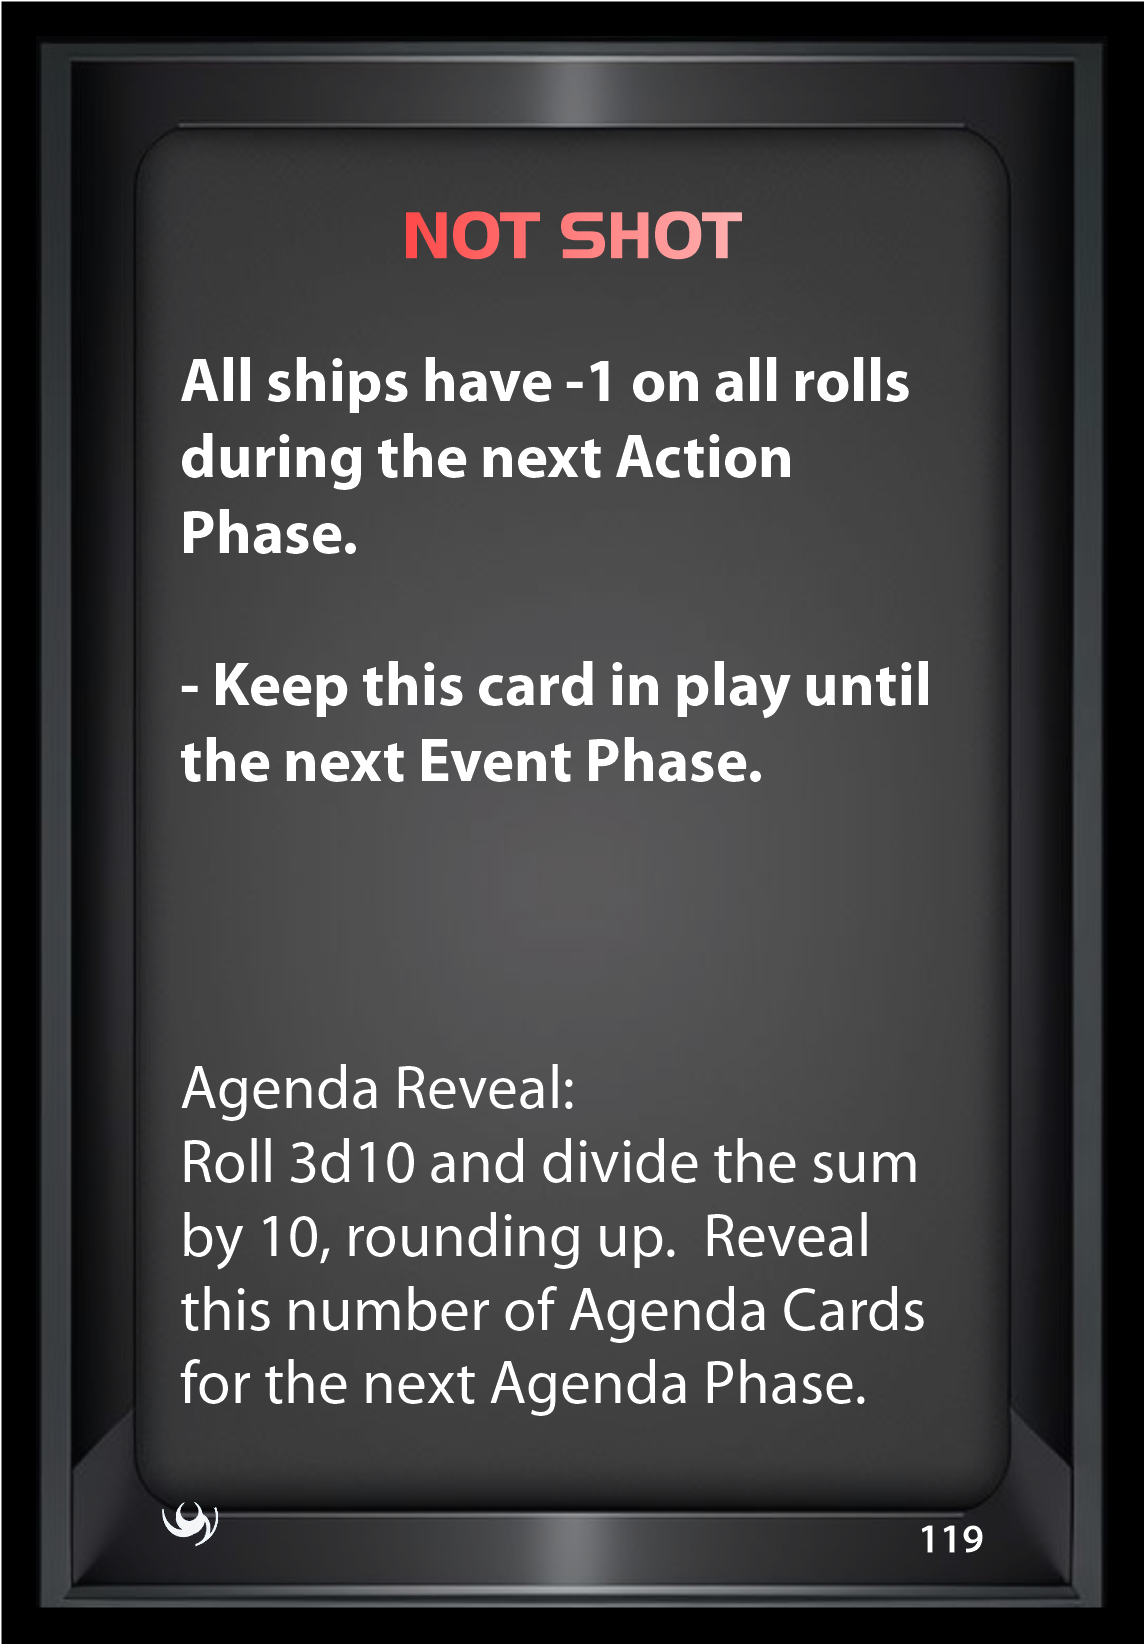 NOT SHOT
All ships have -1 on all rolls
during the next Action
Phase.
- Keep this card in play until
the next Event Phase.
Agenda Reveal:
Roll 3d10 and divide the sum
by 10, rounding up.  Reveal
this number of Agenda Cards
for the next Agenda Phase.
119